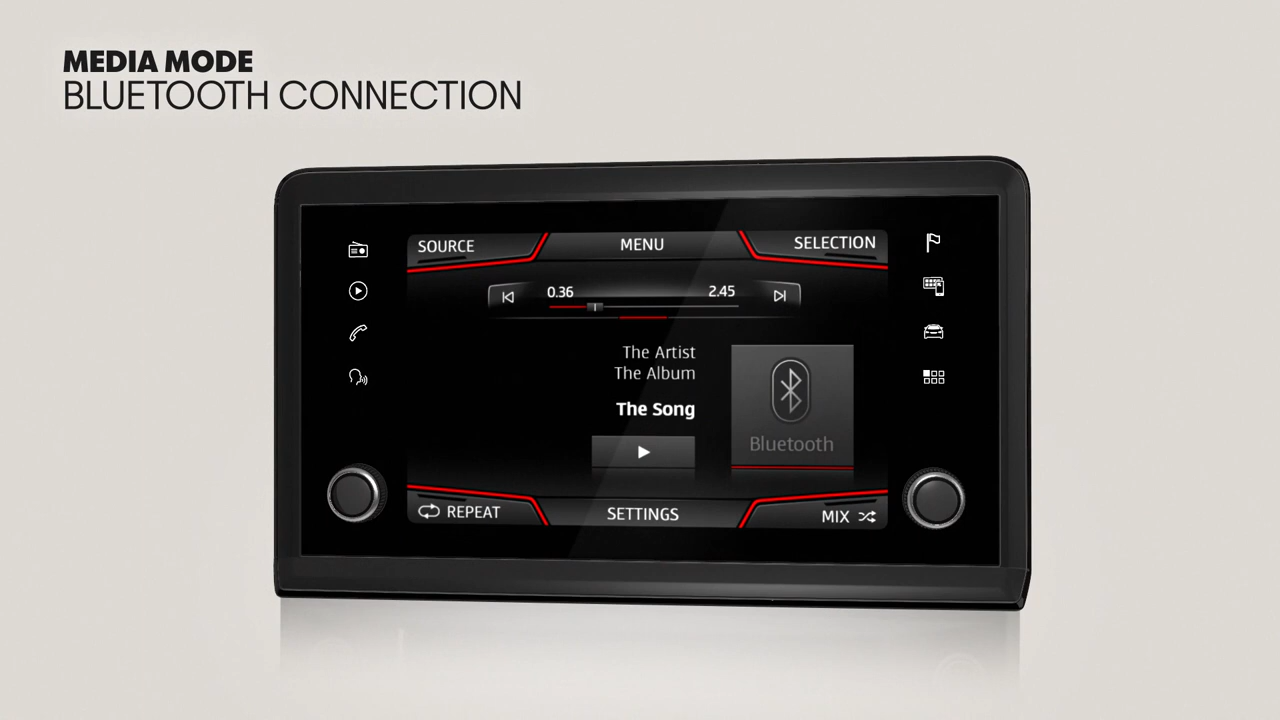 MEDIA MODE
BLUETOOTH CONNECTION
SOURCE
MENU
SELECTION
0.36
2.45
The Artist
The Album
The Song
Bluetooth
REPEAT
SETTINGS
MIX